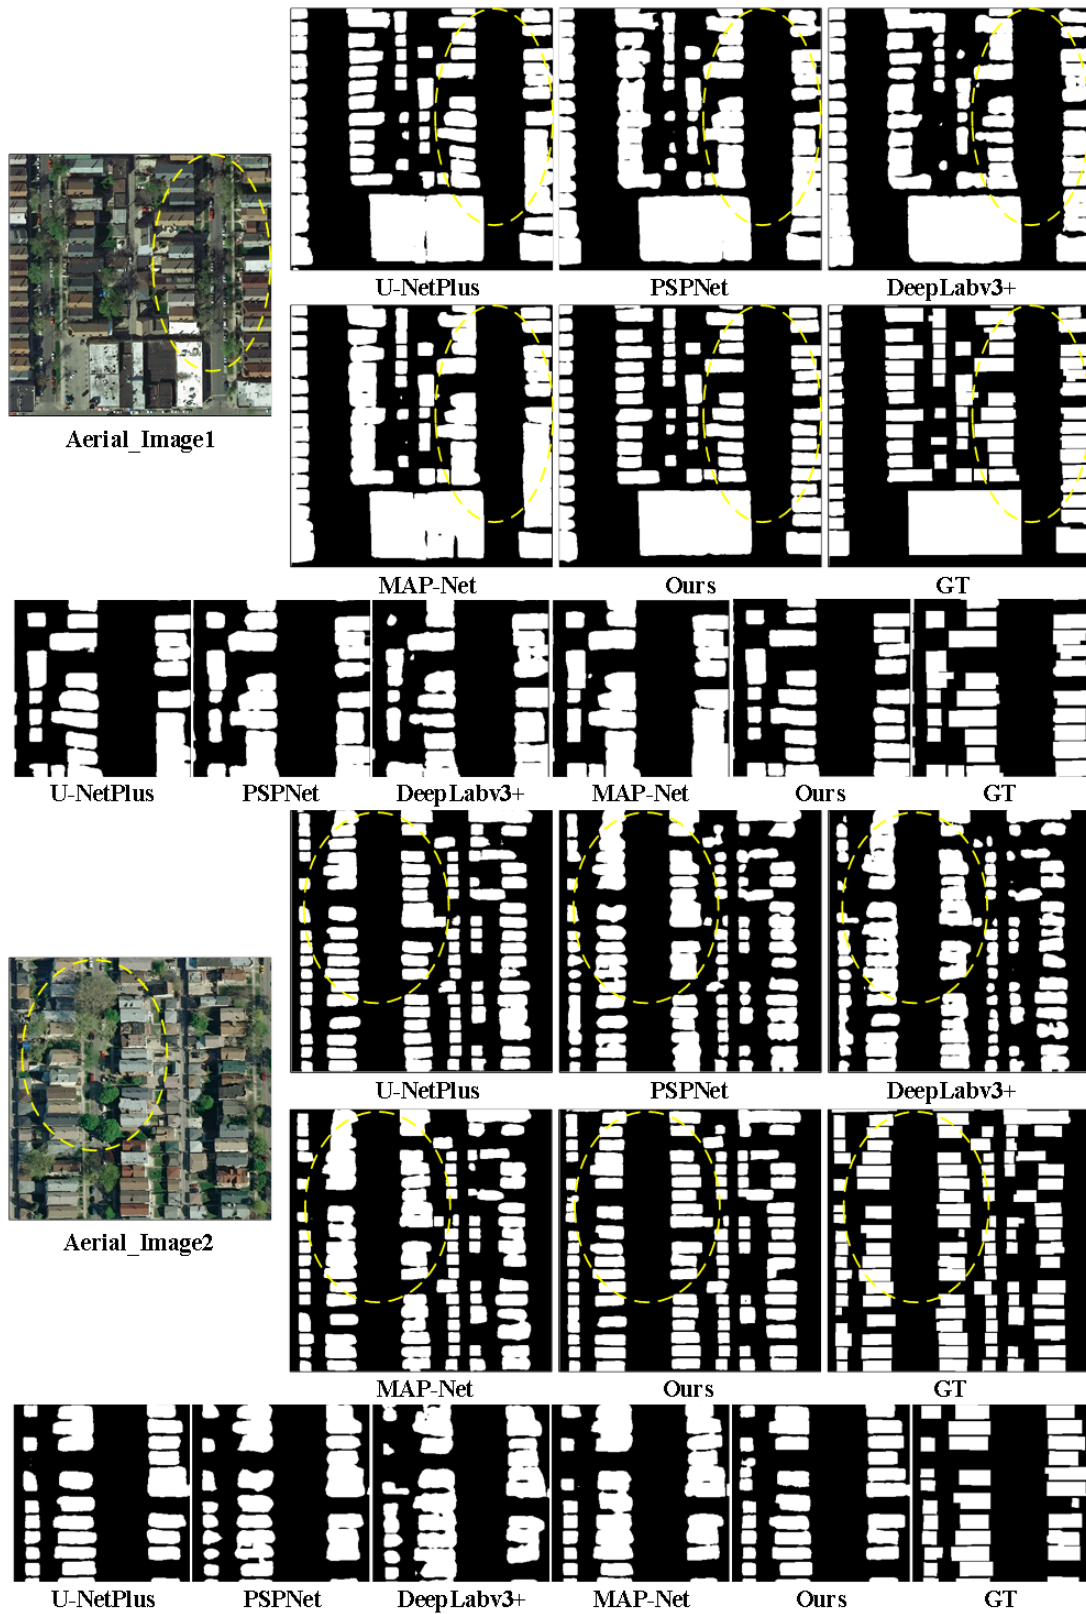 U-NetPlus
PSPNet
DeepLabv3+
Aerial_Image1
MAP-Net
Ours
GT
U-NetPlus
PSPNet
DeepLabv3+
MAP-Net
Ours
GT
U-NetPlus
PSPNet
DeepLabv3+
Aerial_Image2
MAP-Net
Ours
GT
U-NetPlus
PSPNet
DeepLabv3+
MAP-Net
Ours
GT